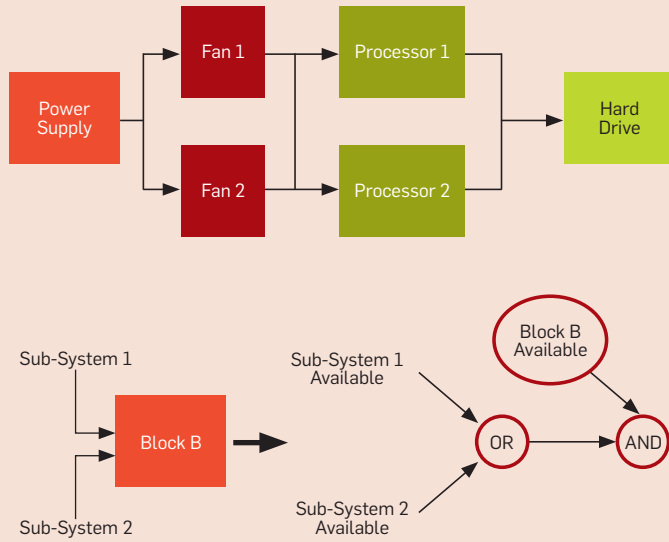 Fan 1
Processor 1
Power
Supply
Hard
Drive
Fan 2
Processor 2
Block B
Available
Sub-System 1
Sub-System 1
Available
Block B
OR
AND
Sub-System 2
Sub-System 2
Available